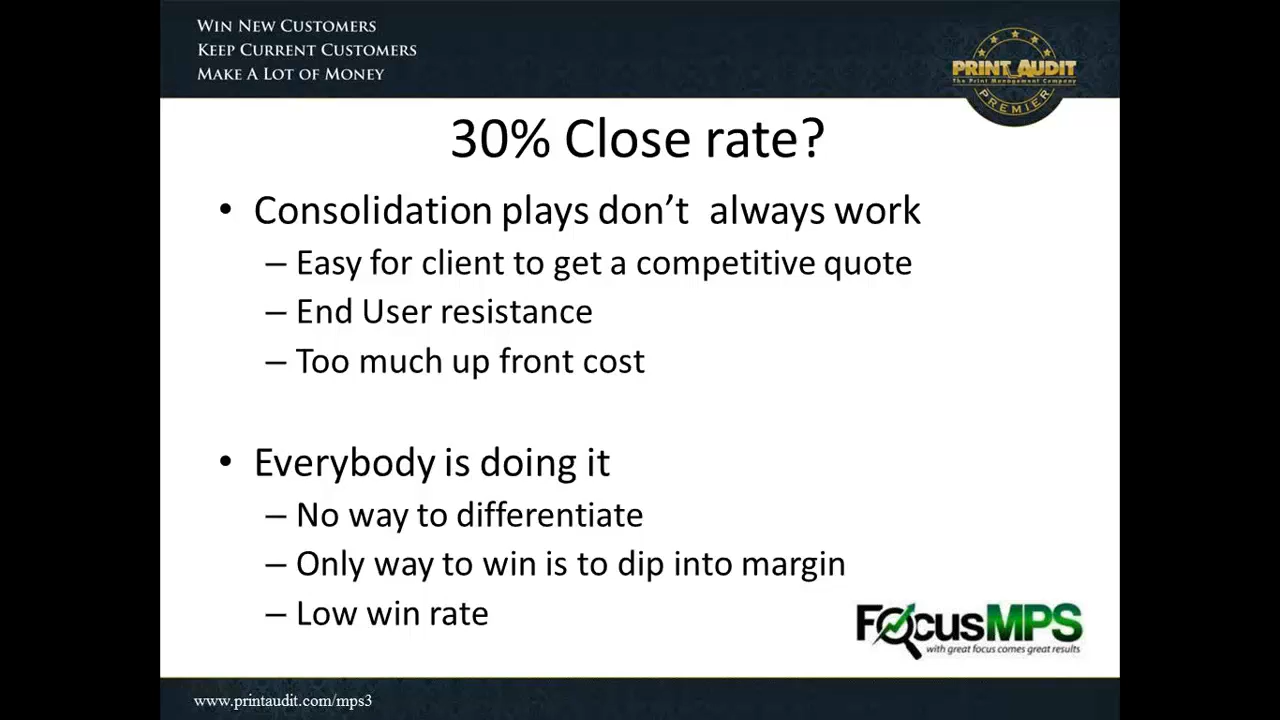 WIN NEW CUSTOMERS
KEEP CURRENT CUSTOMERS
MAKE A LOT OF MONEY
PRINT AUDIT
The Print Management Company
PREMIER
30% Close rate?
• Consolidation plays don’t always work
– Easy for client to get a competitive quote
– End User resistance
– Too much up front cost
• Everybody is doing it
– No way to differentiate
– Only way to win is to dip into margin
– Low win rate
FocusMPS
with great focus comes great results
www.printaudit.com/mps3